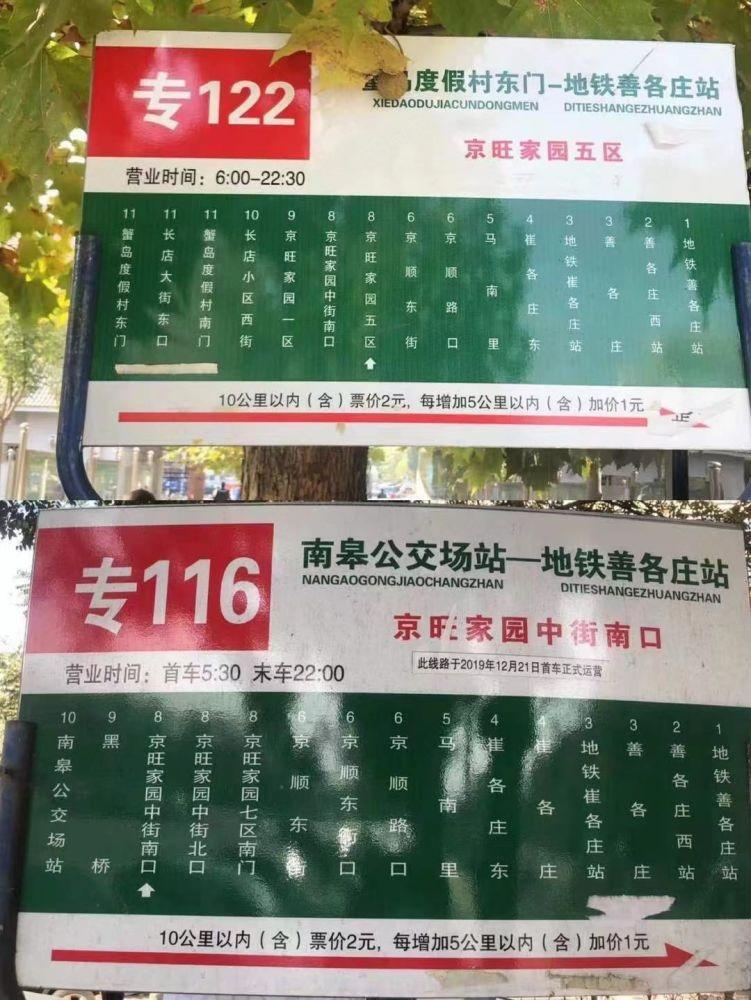 专122
蟹岛度假村东门-地铁善各庄站
XIEDAODUJIACUNDONGMEN DITIESHANGEZHUANGZHAN
京旺家园五区
营业时间：6:00-22:30
11 蟹岛度假村东门
11 长店大街东口
11 蟹岛度假村南门
10 长店小区西街
9 京旺家园一区
8 京旺家园中街南口
8 京旺家园五区
6 京顺东街
6 京顺路口
5 马南里
4 崔各庄东
3 地铁崔各庄站
3 善各庄
2 善各庄西站
1 地铁善各庄站
10公里以内（含）票价2元，每增加5公里以内（含）加价1元
专116
南皋公交场站—地铁善各庄站
NANGAOGONGJIAOCHANGZHAN DITIESHANGEZHUANGZHAN
京旺家园中街南口
营业时间：首车5:30 末车22:00
此线路于2019年12月21日首车正式运营
10 南皋公交场站
9 黑桥
8 京旺家园中街南口
8 京旺家园中街北口
8 京旺家园七区南门
6 京顺东街
6 京顺东街口
6 京顺路口
5 马南里
4 崔各庄东
4 崔各庄
3 地铁崔各庄站
3 善各庄
2 善各庄西站
1 地铁善各庄站
10公里以内（含）票价2元，每增加5公里以内（含）加价1元